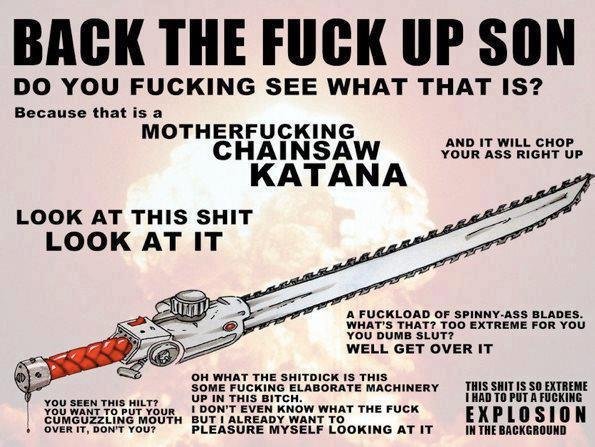 BACK THE FUCK UP SON
DO YOU FUCKING SEE WHAT THAT IS?
Because that is a
MOTHERFUCKING
CHAINSAW
KATANA
AND IT WILL CHOP
YOUR ASS RIGHT UP
LOOK AT THIS SHIT
LOOK AT IT
A FUCKLOAD OF SPINNY-ASS BLADES.
WHAT'S THAT? TOO EXTREME FOR YOU
YOU DUMB SLUT?
WELL GET OVER IT
OH WHAT THE SHITDICK IS THIS
SOME FUCKING ELABORATE MACHINERY
UP IN THIS BITCH.
I DON'T EVEN KNOW WHAT THE FUCK
BUT I ALREADY WANT TO
PLEASURE MYSELF LOOKING AT IT
YOU SEEN THIS HILT?
YOU WANT TO PUT YOUR
CUMGUZZLING MOUTH
OVER IT, DON'T YOU?
THIS SHIT IS SO EXTREME
I HAD TO PUT A FUCKING
EXPLOSION
IN THE BACKGROUND